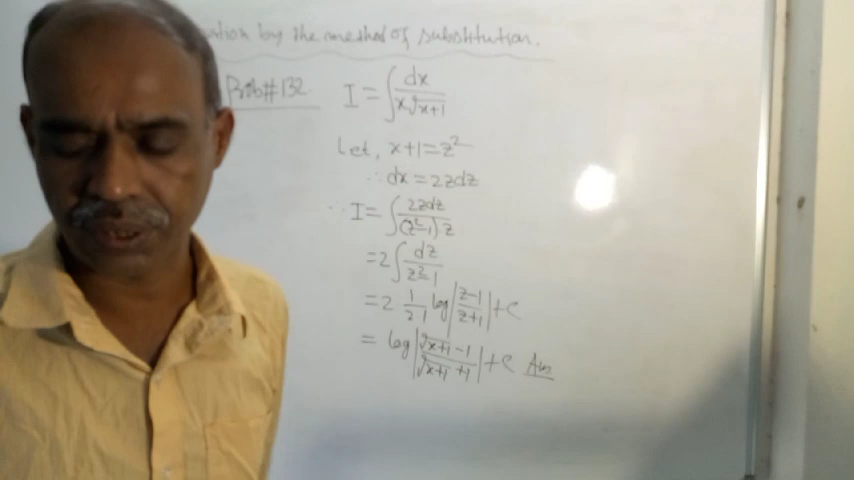 by the method of substitution.
Prob#132 I = ∫ dx / x√x+1
Let, x+1 = z²
∴ dx = 2zdz
∴ I = ∫ 2zdz / (z²-1)z
= 2 ∫ dz / z²-1
= 2 1/2·1 log |z-1 / z+1| + c
= log |√x+1 -1 / √x+1 +1| + c Ans